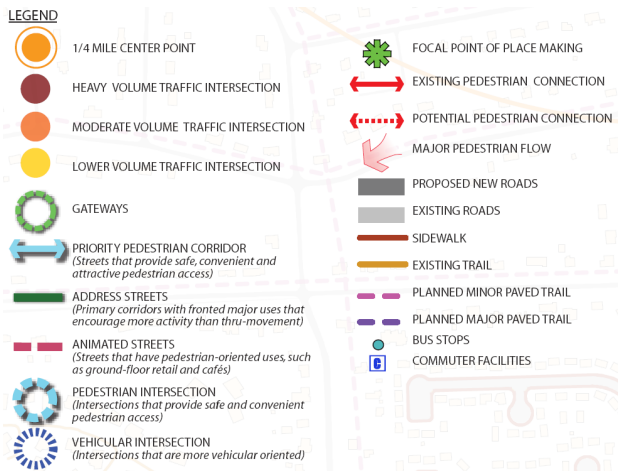 LEGEND
1/4 MILE CENTER POINT
HEAVY VOLUME TRAFFIC INTERSECTION
MODERATE VOLUME TRAFFIC INTERSECTION
LOWER VOLUME TRAFFIC INTERSECTION
GATEWAYS
PRIORITY PEDESTRIAN CORRIDOR
(Streets that provide safe, convenient and
attractive pedestrian access)
ADDRESS STREETS
(Primary corridors with fronted major uses that
encourage more activity than thru-movement)
ANIMATED STREETS
(Streets that have pedestrian-oriented uses, such
as ground-floor retail and cafés)
PEDESTRIAN INTERSECTION
(Intersections that provide safe and convenient
pedestrian access)
VEHICULAR INTERSECTION
(Intersections that are more vehicular oriented)
FOCAL POINT OF PLACE MAKING
EXISTING PEDESTRIAN CONNECTION
POTENTIAL PEDESTRIAN CONNECTION
MAJOR PEDESTRIAN FLOW
PROPOSED NEW ROADS
EXISTING ROADS
SIDEWALK
EXISTING TRAIL
PLANNED MINOR PAVED TRAIL
PLANNED MAJOR PAVED TRAIL
BUS STOPS
C COMMUTER FACILITIES